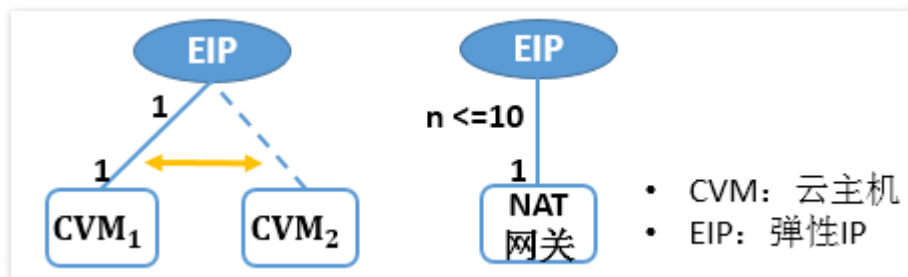 EIP
EIP
1
n <=10
1
1
CVM₁
CVM₂
NAT
网关
• CVM：云主机
• EIP：弹性IP